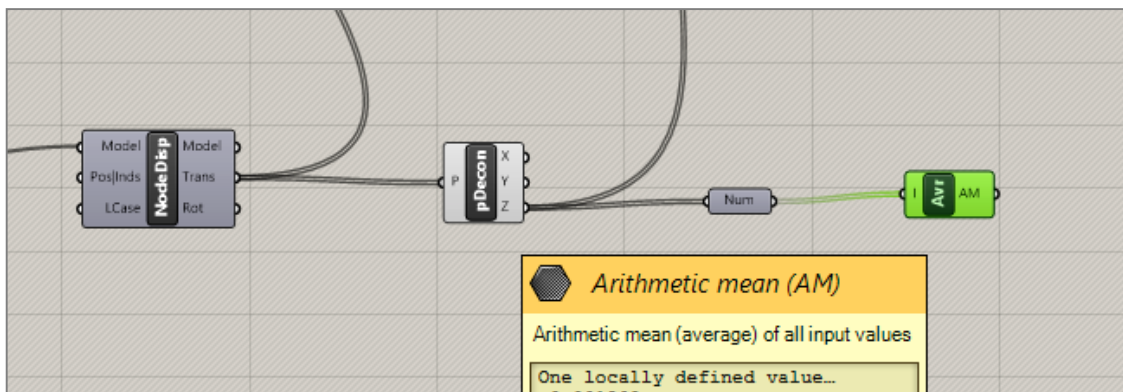 Model
Pos|Inds
LCase
NodeDisp
Model
Trans
Rot
P
pDecon
X
Y
Z
Num
I
Avr
AM
Arithmetic mean (AM)
Arithmetic mean (average) of all input values
One locally defined value…